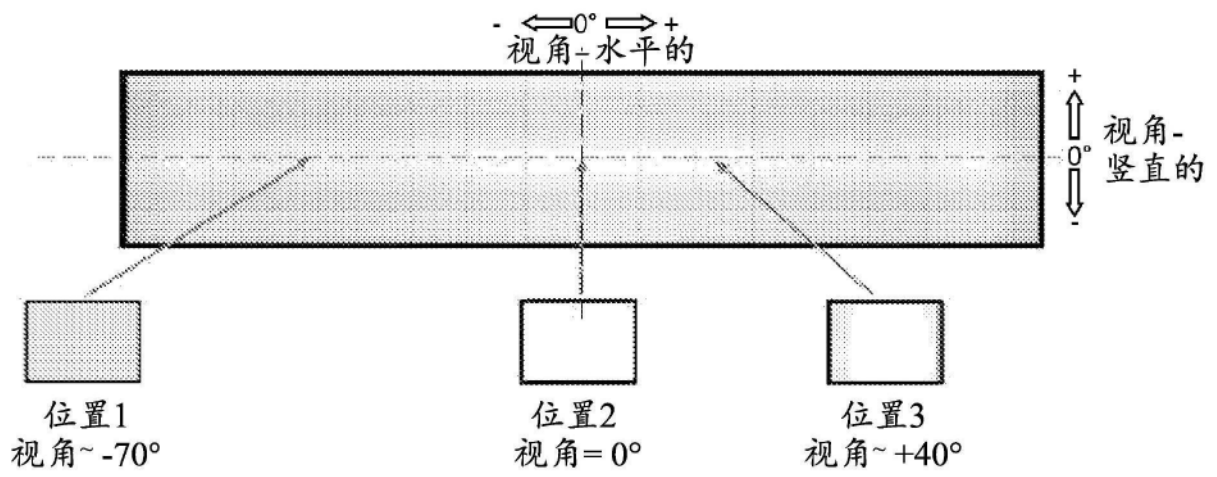 - 0° +
视角-水平的
+
视角-
0°
竖直的
-
位置1
视角~ -70°
位置2
视角= 0°
位置3
视角~ +40°